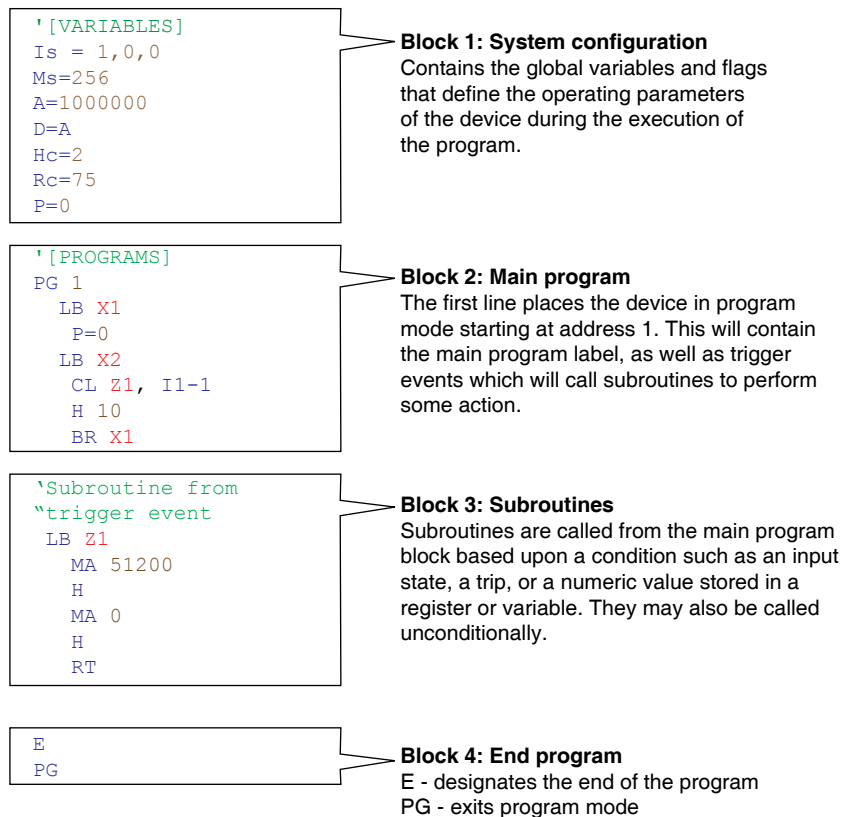 '[VARIABLES]
Is = 1,0,0
Ms=256
A=1000000
D=A
Hc=2
Rc=75
P=0
Block 1: System configuration
Contains the global variables and flags
that define the operating parameters
of the device during the execution of
the program.
'[PROGRAMS]
PG 1
LB X1
P=0
LB X2
CL Z1, I1-1
H 10
BR X1
Block 2: Main program
The first line places the device in program
mode starting at address 1. This will contain
the main program label, as well as trigger
events which will call subroutines to perform
some action.
‘Subroutine from
“trigger event
LB Z1
MA 51200
H
MA 0
H
RT
Block 3: Subroutines
Subroutines are called from the main program
block based upon a condition such as an input
state, a trip, or a numeric value stored in a
register or variable. They may also be called
unconditionally.
E
PG
Block 4: End program
E - designates the end of the program
PG - exits program mode